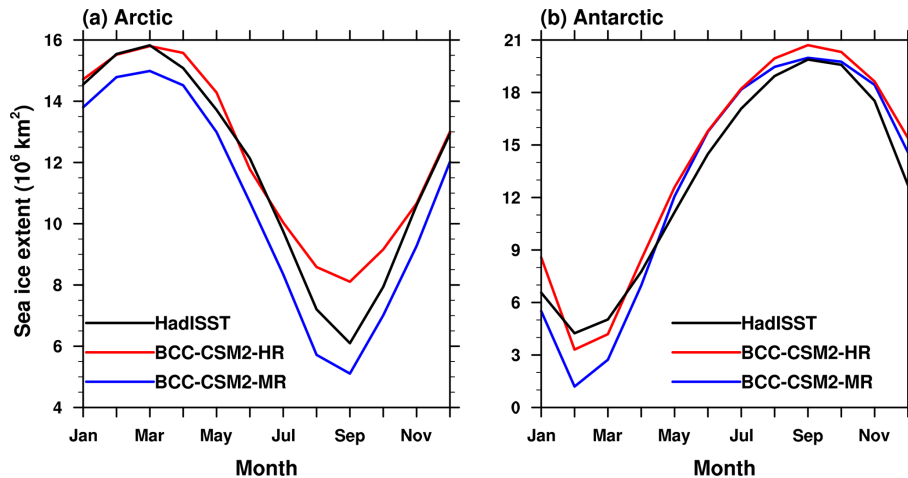 (a) Arctic
16
14
12
10
8
6
4
Sea ice extent (10⁶ km²)
HadISST
BCC-CSM2-HR
BCC-CSM2-MR
Jan Mar May Jul Sep Nov
Month
(b) Antarctic
21
18
15
12
9
6
3
0
HadISST
BCC-CSM2-HR
BCC-CSM2-MR
Jan Mar May Jul Sep Nov
Month